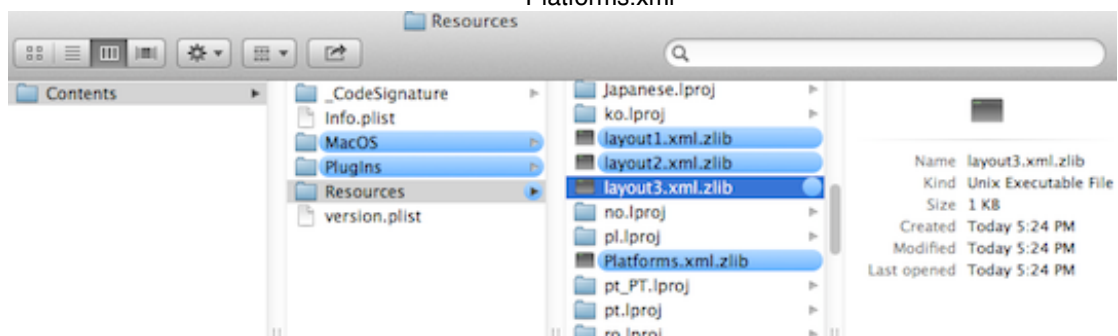 Platforms.xml
Resources
Contents
_CodeSignature
Info.plist
MacOS
PlugIns
Resources
version.plist
Japanese.lproj
ko.lproj
layout1.xml.zlib
layout2.xml.zlib
layout3.xml.zlib
no.lproj
pl.lproj
Platforms.xml.zlib
pt_PT.lproj
pt.lproj
ro.lproj
Name layout3.xml.zlib
Kind Unix Executable File
Size 1 KB
Created Today 5:24 PM
Modified Today 5:24 PM
Last opened Today 5:24 PM